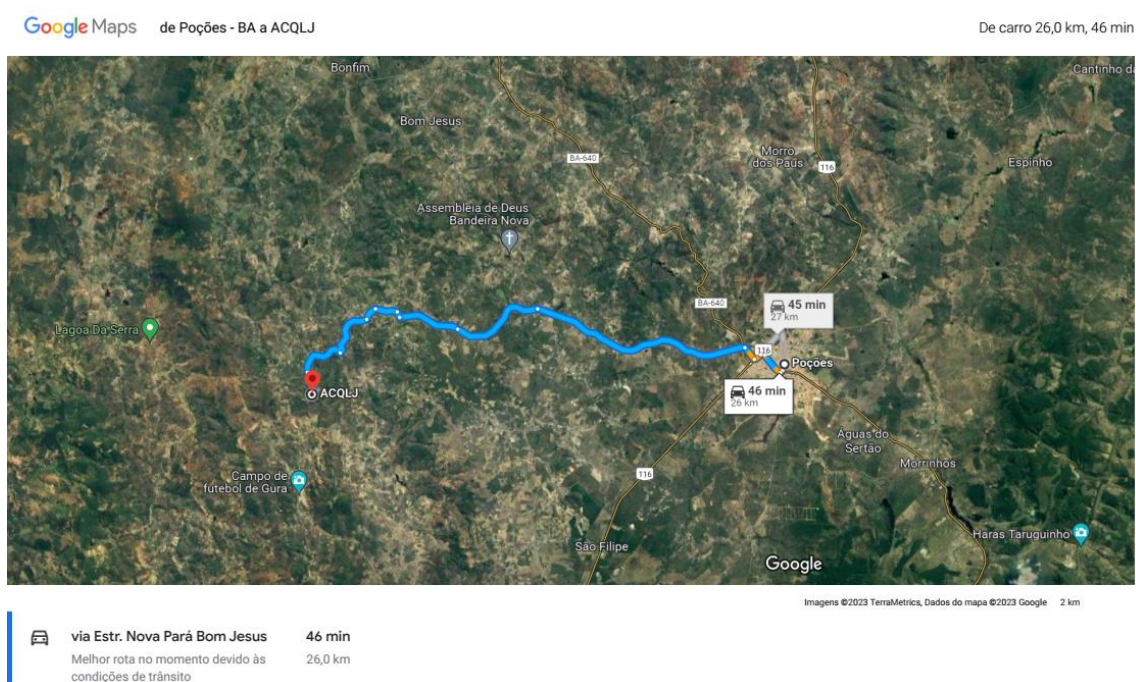 Google Maps
de Poções - BA a ACQLJ
De carro 26,0 km, 46 min
Bonfim
Cantinho da
Bom Jesus
BA-640
Morro
dos Paus
116
Espinho
Assembleia de Deus
Bandeira Nova
BA-640
45 min
27 km
Lagoa Da Serra
116
Poções
46 min
26 km
ACQLJ
Águas do
Sertão
Morrinhos
Campo de
futebol de Gura
116
Haras Taruguinho
São Filipe
Google
Imagens ©2023 TerraMetrics, Dados do mapa ©2023 Google 2 km
via Estr. Nova Pará Bom Jesus
46 min
Melhor rota no momento devido às
26,0 km
condições de trânsito